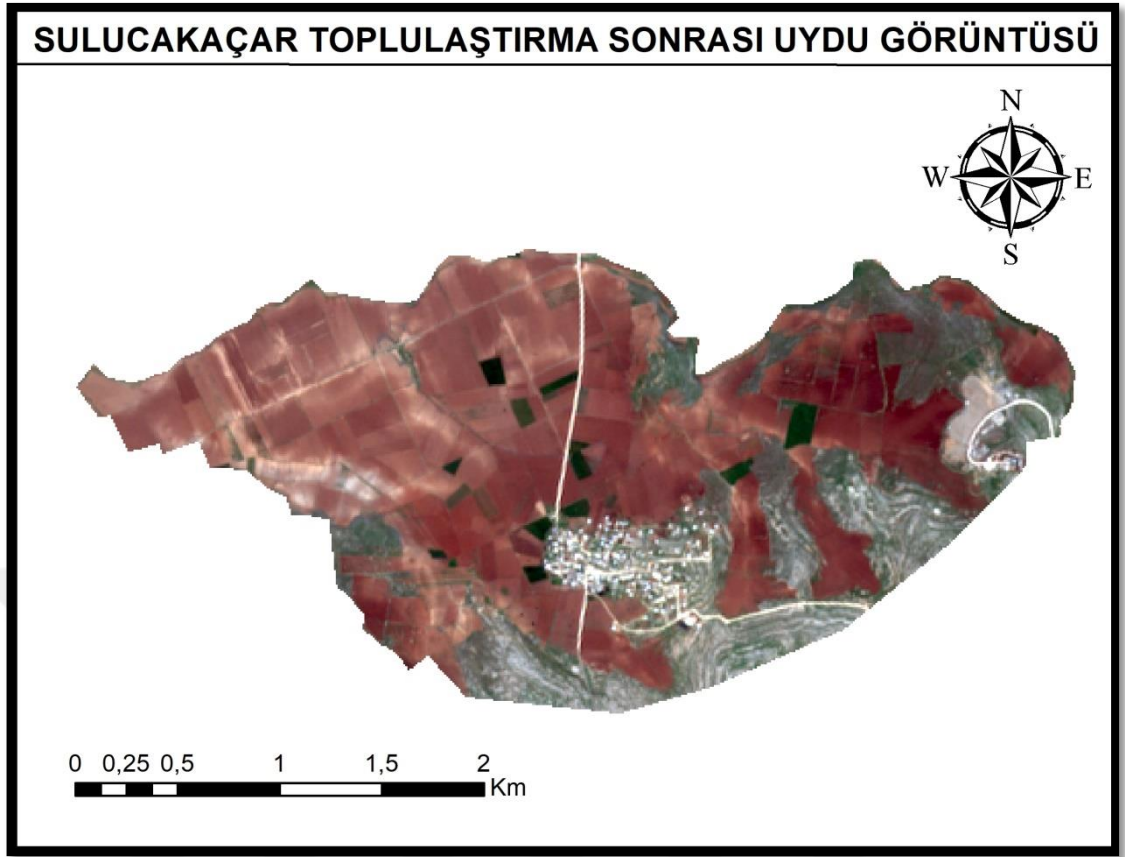 SULUCAKAÇAR TOPLULAŞTIRMA SONRASI UYDU GÖRÜNTÜSÜ
N
W E
S
0 0,25 0,5 1 1,5 2
Km